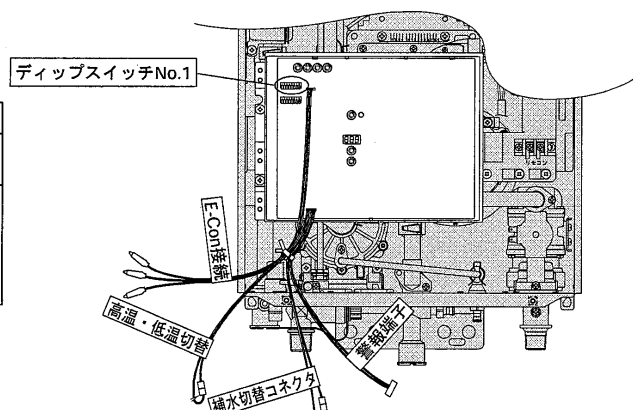 ディップスイッチNo.1
リモコン
E-Con接続
高温・低温切替
補水切替コネクタ
警報端子